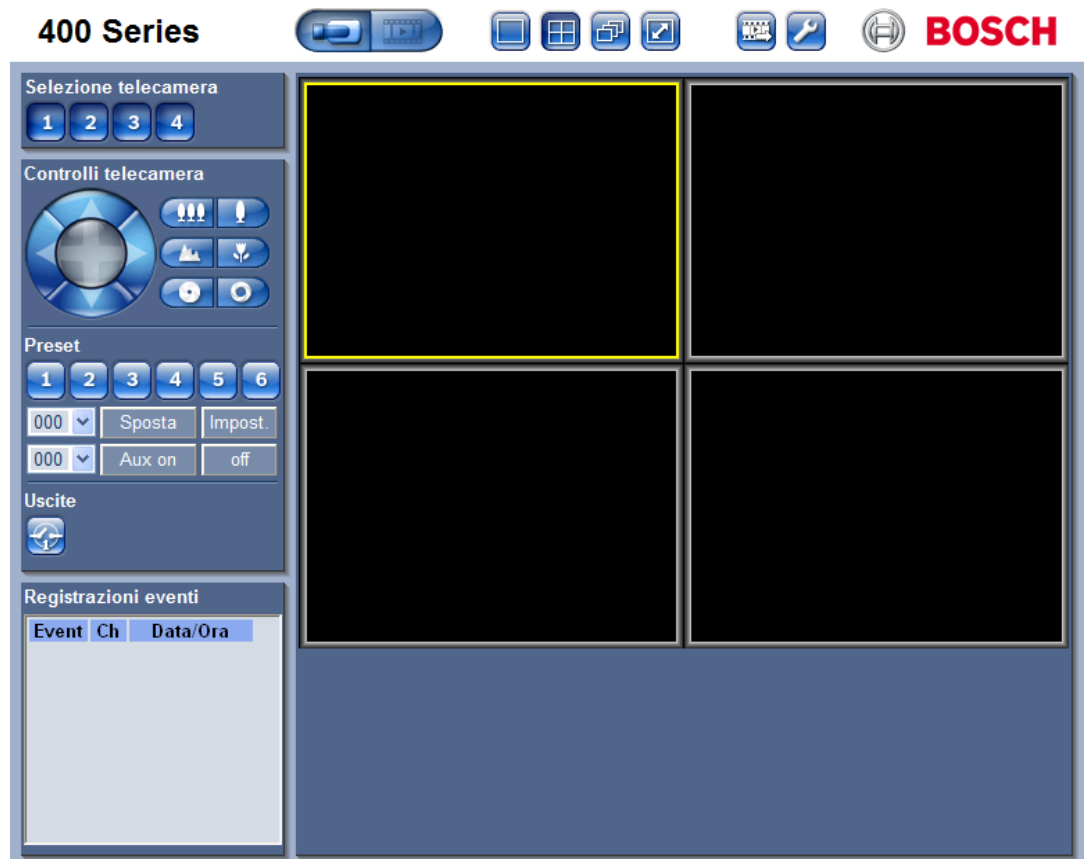 400 Series
BOSCH
Selezione telecamera
1 2 3 4
Controlli telecamera
Preset
1 2 3 4 5 6
000 Sposta Impost.
000 Aux on off
Uscite
1
Registrazioni eventi
Event Ch Data/Ora